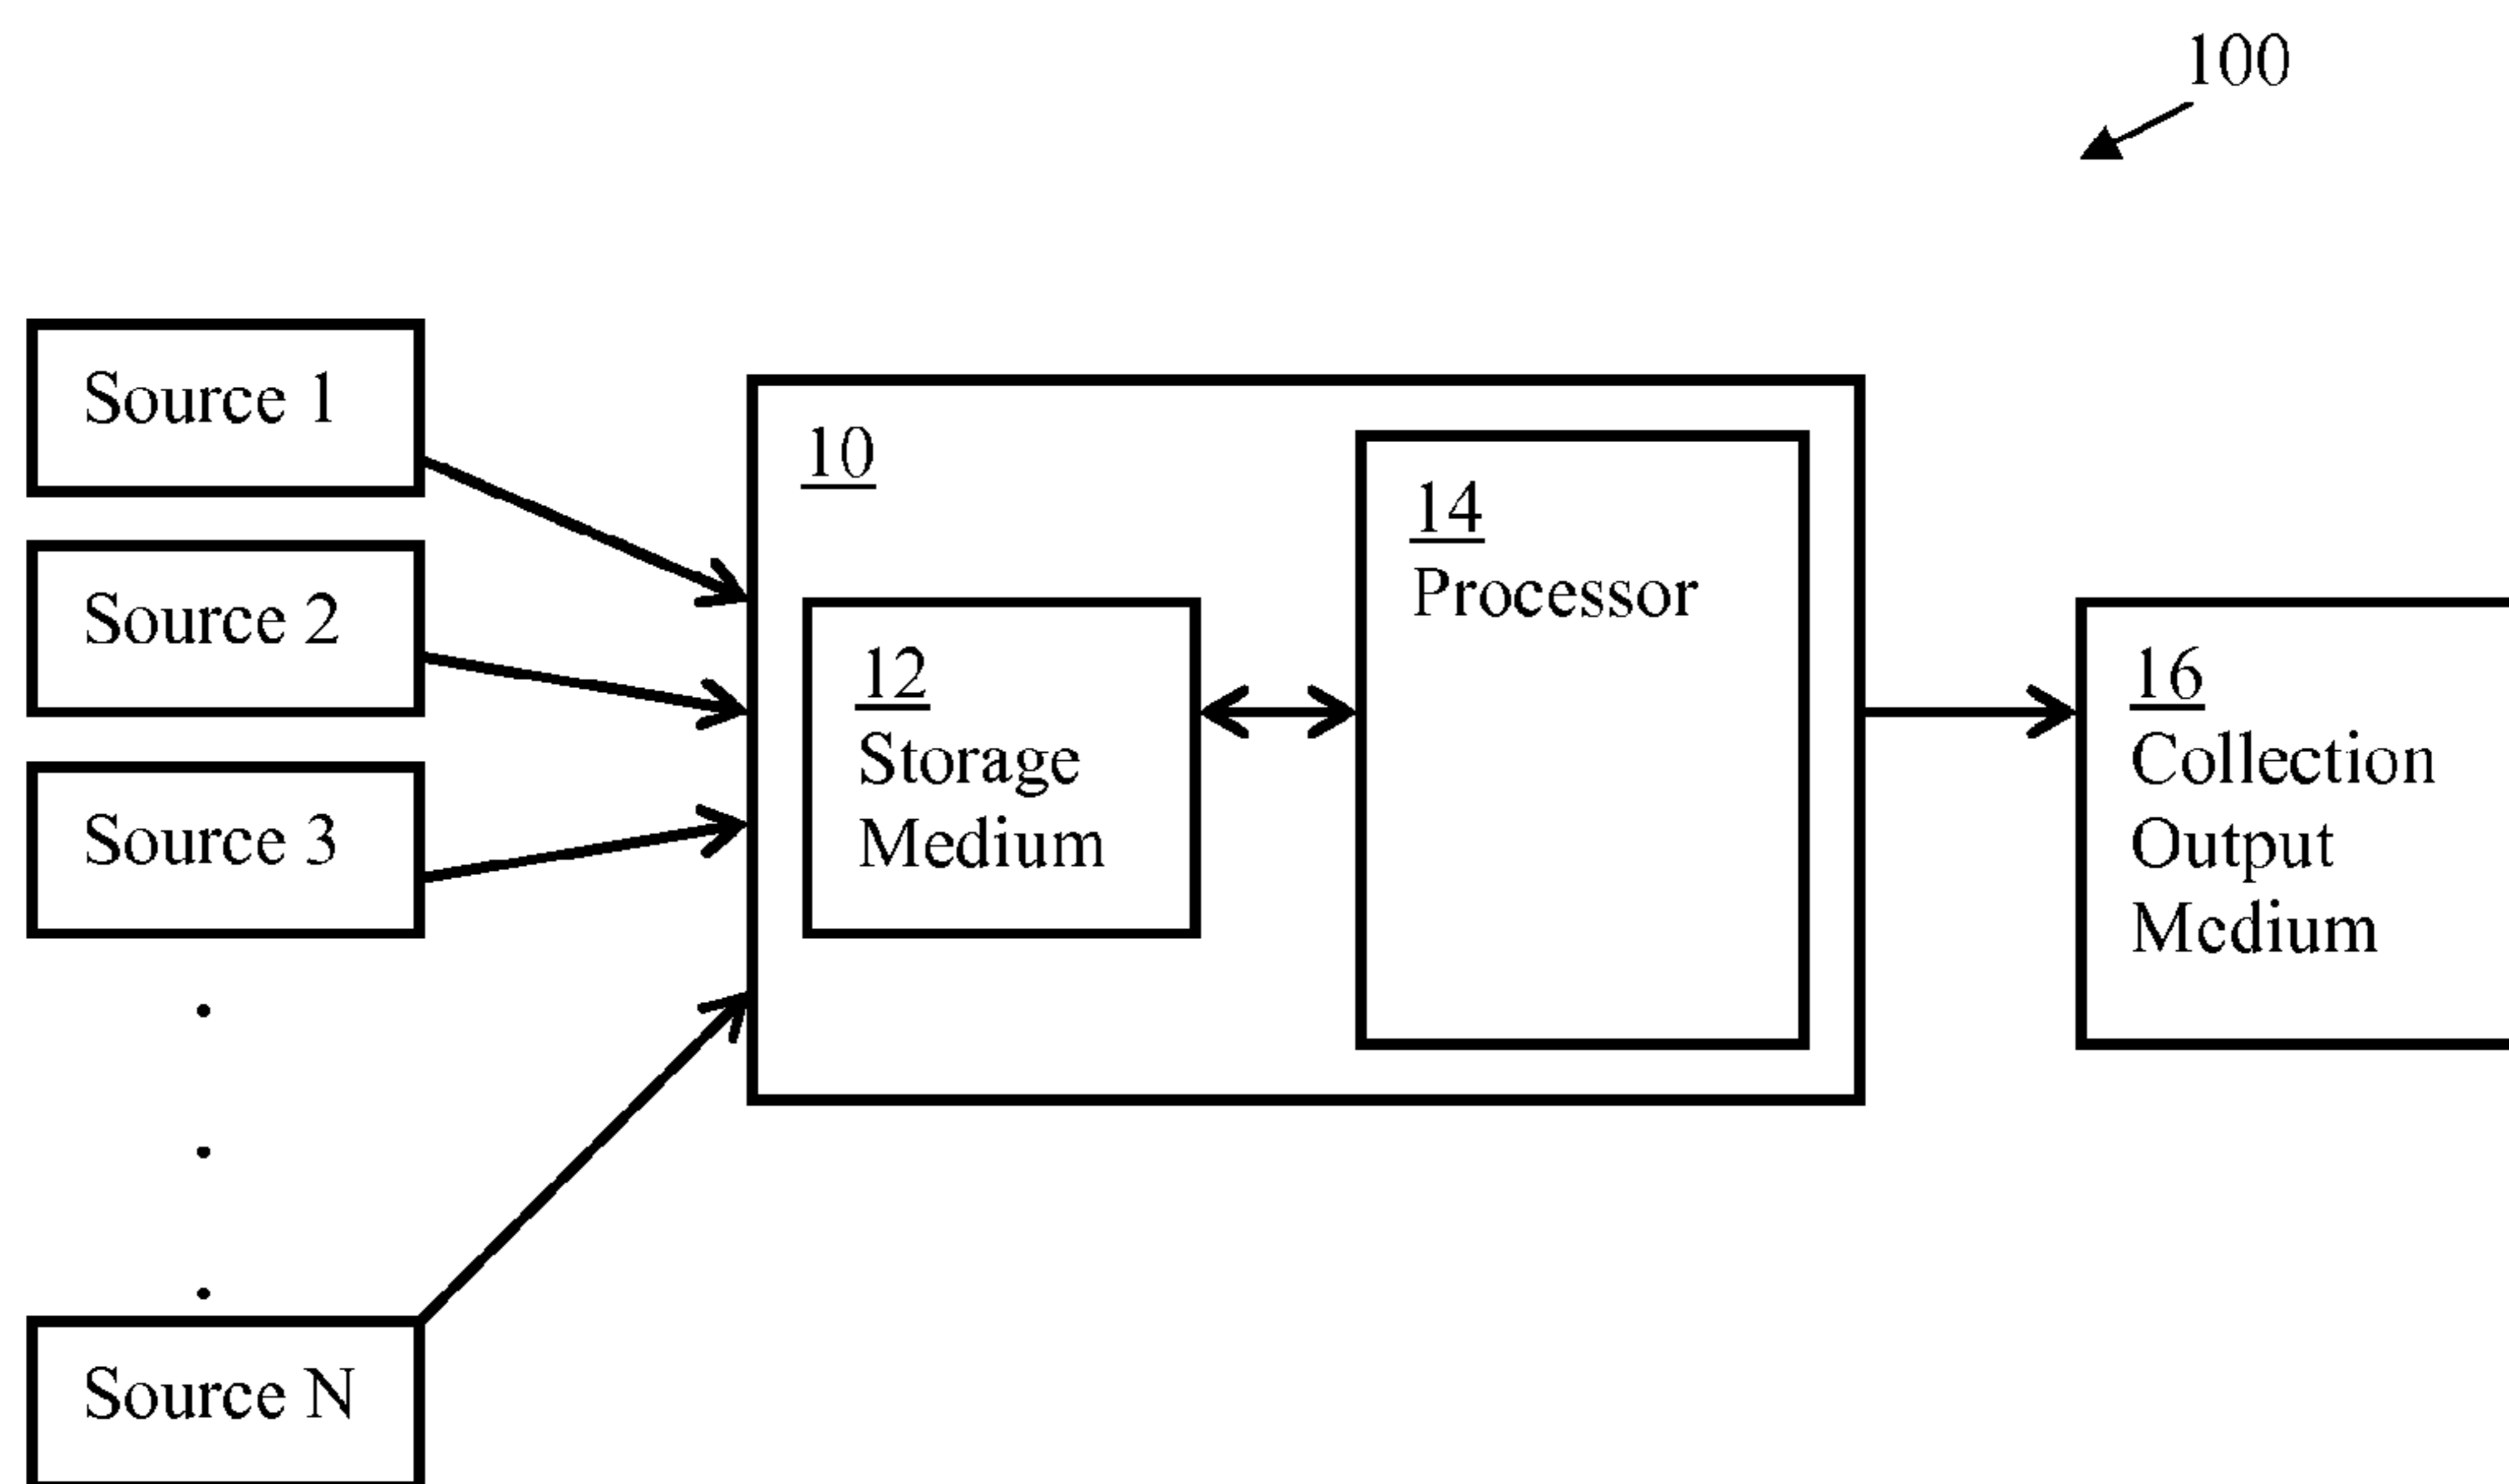 100
Source 1
Source 2
Source 3
Source N
10
12
Storage
Medium
14
Processor
16
Collection
Output
Medium